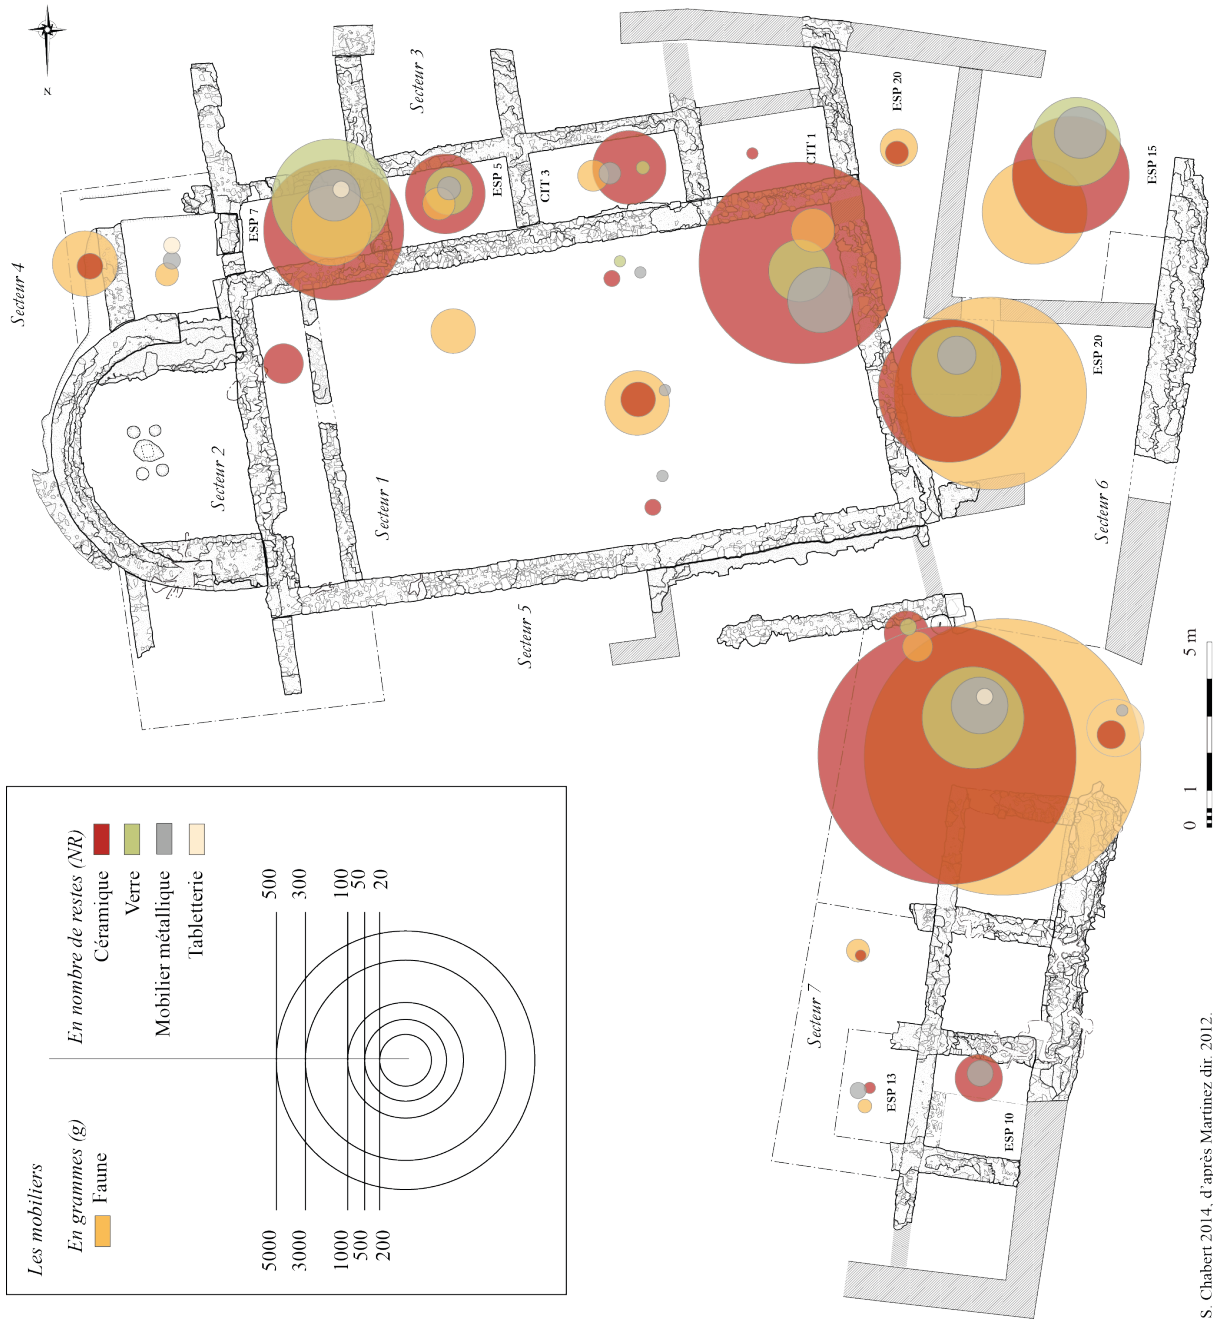 Les mobiliers
En grammes (g)
Faune
En nombre de restes (NR)
Céramique
Verre
Mobilier métallique
Tabletterie
5000
3000
1000
500
200
500
300
100
50
20
N
Secteur 4
Secteur 3
Secteur 2
Secteur 1
Secteur 5
Secteur 6
Secteur 7
ESP 7
ESP 5
CIT 3
CIT 1
ESP 20
ESP 15
ESP 20
ESP 13
ESP 10
0 1 5 m
S. Chabert 2014, d'après Martinez dir. 2012.